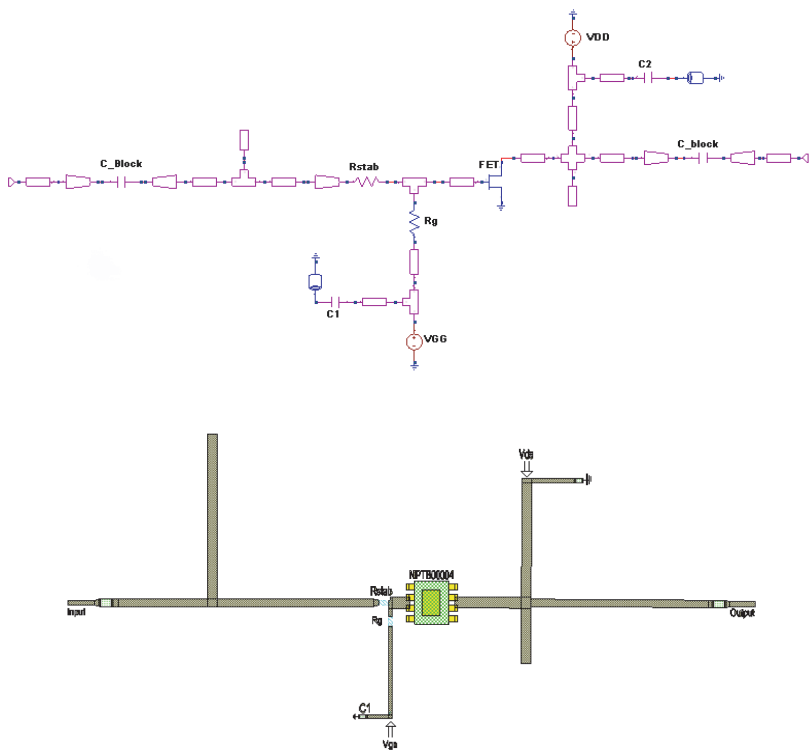 VDD
C2
C_Block
Rstab
FET
C_block
Rg
C1
VGG
Vds
NPTB00004
Rstab
Input
Rg
Output
C1
Vgs